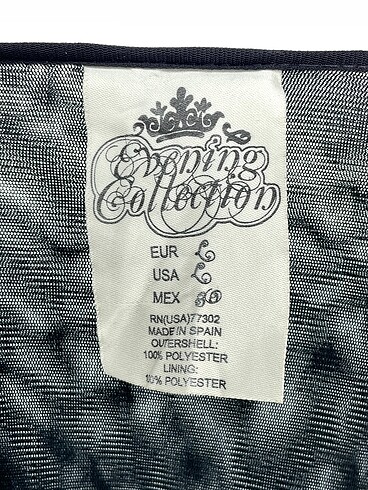 Evening
Collection
EUR L
USA L
MEX 30
RN(USA)77302
MADE IN SPAIN
OUTERSHELL:
100% POLYESTER
LINING:
100% POLYESTER